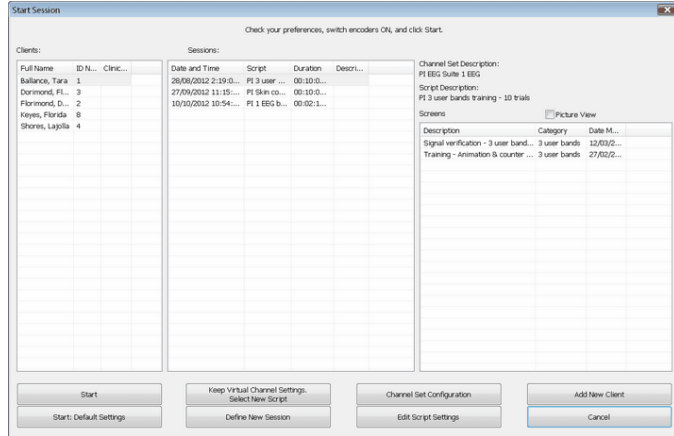 Start Session
Check your preferences, switch encoders ON, and click Start.
Clients:
Sessions:
Full Name ID N... Clinic...
Ballance, Tara 1
Dorimond, Fl... 3
Florimond, D... 2
Keyes, Florida 8
Shores, Lajolla 4
Date and Time Script Duration Descri...
28/08/2012 2:19:0... PI 3 user ... 00:10:0...
27/09/2012 11:15:... PI Skin co... 00:10:0...
10/10/2012 10:54:... PI 1 EEG b... 00:02:1...
Channel Set Description:
PI EEG Suite 1 EEG
Script Description:
PI 3 user bands training - 10 trials
Screens
Picture View
Description Category Date M...
Signal verification - 3 user band... 3 user bands 12/03/2...
Training - Animation & counter ... 3 user bands 27/02/2...
Start
Keep Virtual Channel Settings.
Select New Script
Channel Set Configuration
Add New Client
Start: Default Settings
Define New Session
Edit Script Settings
Cancel